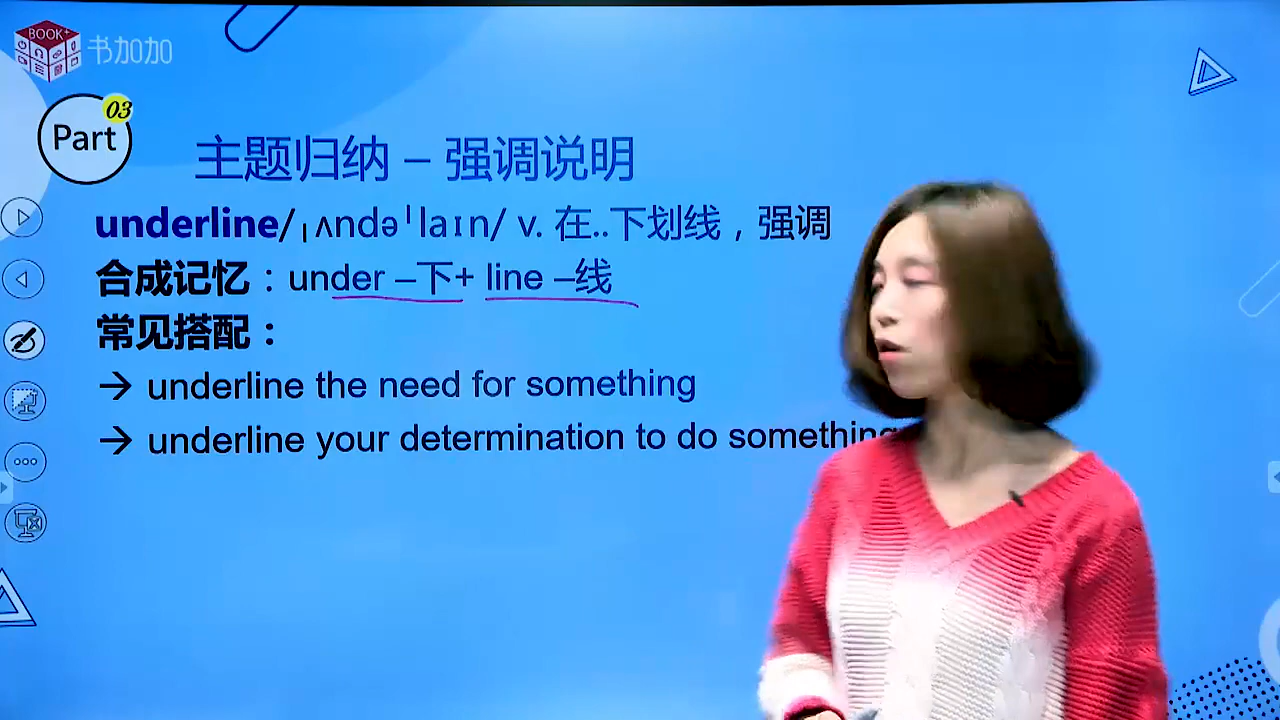 BOOK+
书加加
03
Part
主题归纳 – 强调说明
underline/ˌʌndəˈlaɪn/ v. 在..下划线，强调
合成记忆：under –下+ line –线
常见搭配：
→ underline the need for something
→ underline your determination to do something